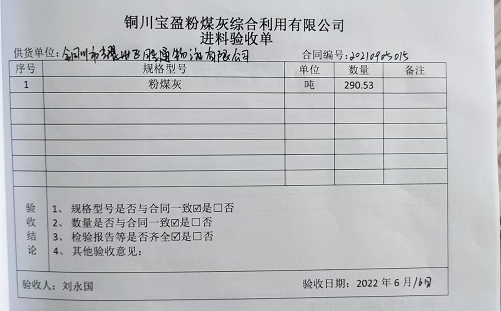 铜川宝盈粉煤灰综合利用有限公司
进料验收单
供货单位：铜川市耀州飞腾物流有限公司 合同编号：20210905015
序号 规格型号 单位 数量 备注
1 粉煤灰 吨 290.53
验收结论
1、规格型号是否与合同一致☑是□否
2、数量是否与合同一致☑是□否
3、检验报告等是否齐全☑是□否
4、其他验收意见：
验收人：刘永国 验收日期：2022年6月16日